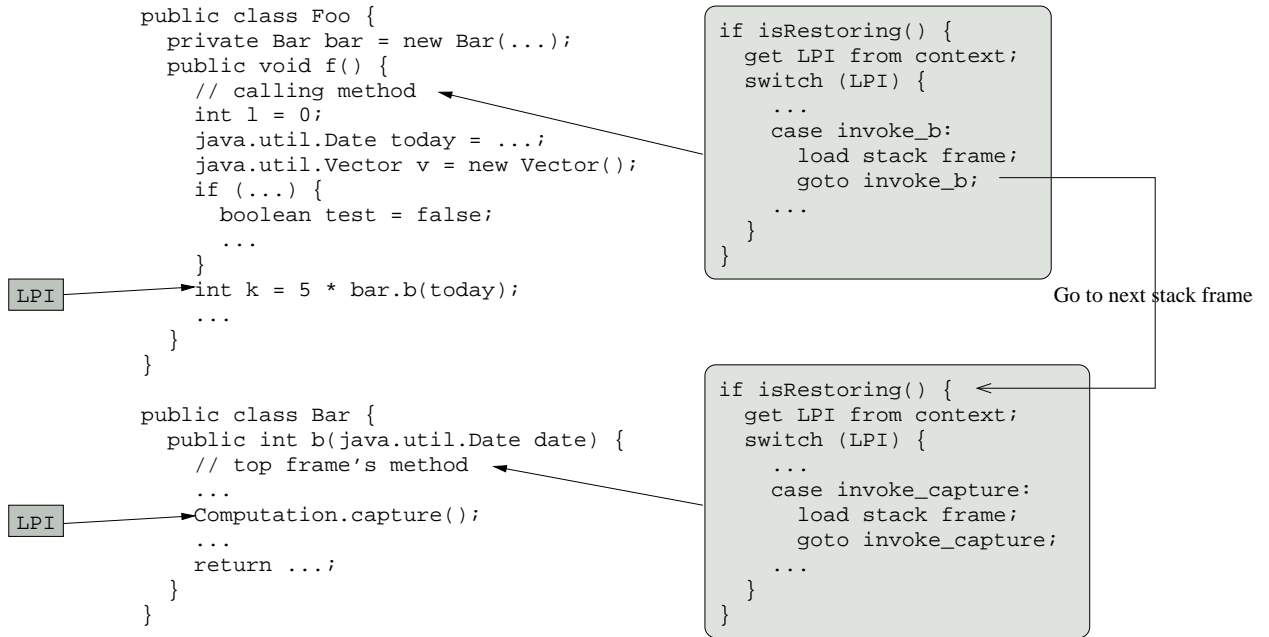 public class Foo {
private Bar bar = new Bar(...);
public void f() {
// calling method
int l = 0;
java.util.Date today = ...;
java.util.Vector v = new Vector();
if (...) {
boolean test = false;
...
}
LPI
int k = 5 * bar.b(today);
...
}
}
if isRestoring() {
get LPI from context;
switch (LPI) {
...
case invoke_b:
load stack frame;
goto invoke_b;
...
}
}
Go to next stack frame
public class Bar {
public int b(java.util.Date date) {
// top frame's method
...
LPI
Computation.capture();
...
return ...;
}
}
if isRestoring() {
get LPI from context;
switch (LPI) {
...
case invoke_capture:
load stack frame;
goto invoke_capture;
...
}
}